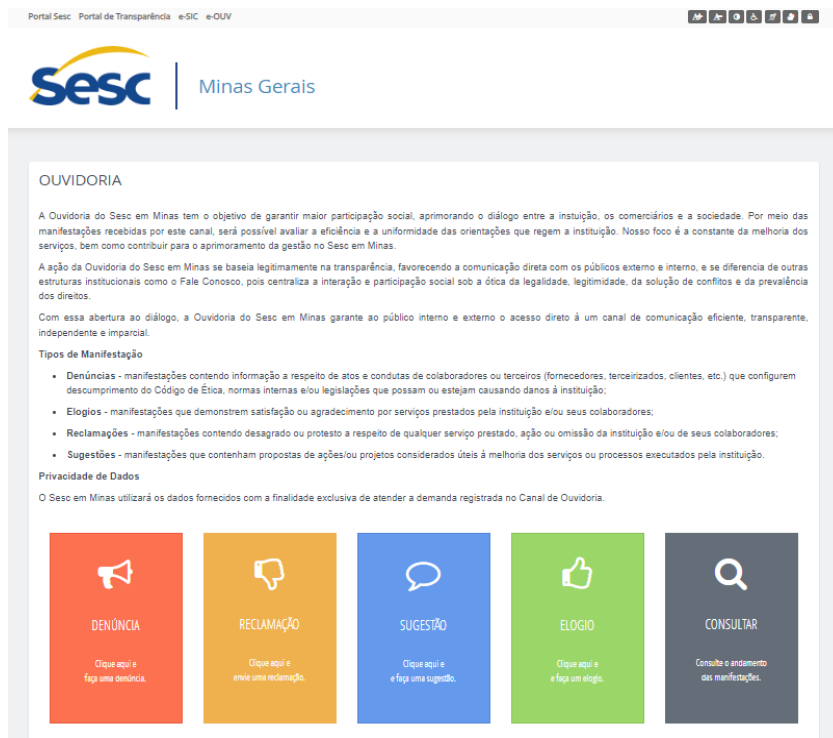 Portal Sesc Portal de Transparência e-SIC e-OUV
A+ A-
Sesc
Minas Gerais
OUVIDORIA
A Ouvidoria do Sesc em Minas tem o objetivo de garantir maior participação social, aprimorando o diálogo entre a instuição, os comerciários e a sociedade. Por meio das
manifestações recebidas por este canal, será possível avaliar a eficiência e a uniformidade das orientações que regem a instituição. Nosso foco é a constante da melhoria dos
serviços, bem como contribuir para o aprimoramento da gestão no Sesc em Minas.
A ação da Ouvidoria do Sesc em Minas se baseia legitimamente na transparência, favorecendo a comunicação direta com os públicos externo e interno, e se diferencia de outras
estruturas institucionais como o Fale Conosco, pois centraliza a interação e participação social sob a ótica da legalidade, legitimidade, da solução de conflitos e da prevalência
dos direitos.
Com essa abertura ao diálogo, a Ouvidoria do Sesc em Minas garante ao público interno e externo o acesso direto á um canal de comunicação eficiente, transparente,
independente e imparcial.
Tipos de Manifestação
• Denúncias - manifestações contendo informação a respeito de atos e condutas de colaboradores ou terceiros (fornecedores, terceirizados, clientes, etc.) que configurem
descumprimento do Código de Ética, normas internas e/ou legislações que possam ou estejam causando danos á instituição;
• Elogios - manifestações que demonstrem satisfação ou agradecimento por serviços prestados pela instituição e/ou seus colaboradores;
• Reclamações - manifestações contendo desagrado ou protesto a respeito de qualquer serviço prestado, ação ou omissão da instituição e/ou de seus colaboradores;
• Sugestões - manifestações que contenham propostas de ações/ou projetos considerados úteis á melhoria dos serviços ou processos executados pela instituição.
Privacidade de Dados
O Sesc em Minas utilizará os dados fornecidos com a finalidade exclusiva de atender a demanda registrada no Canal de Ouvidoria.
DENÚNCIA
Clique aqui e
faça uma denúncia.
RECLAMAÇÃO
Clique aqui e
envie uma reclamação.
SUGESTÃO
Clique aqui e
e faça uma sugestão.
ELOGIO
Clique aqui e
e faça um elogio.
CONSULTAR
Consulte o andamento
das manifestações.